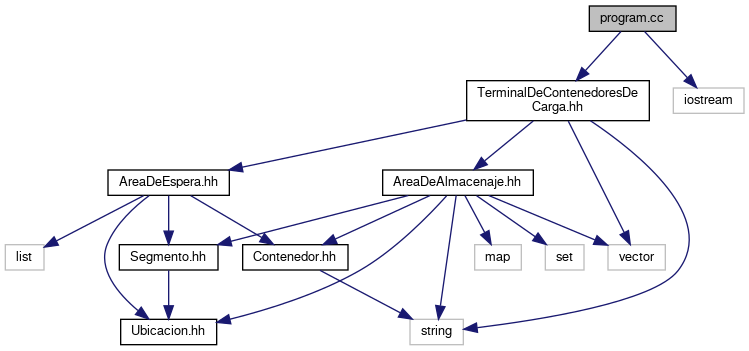 program.cc
TerminalDeContenedoresDe
Carga.hh
iostream
AreaDeEspera.hh
AreaDeAlmacenaje.hh
list
Segmento.hh
Contenedor.hh
map
set
vector
Ubicacion.hh
string